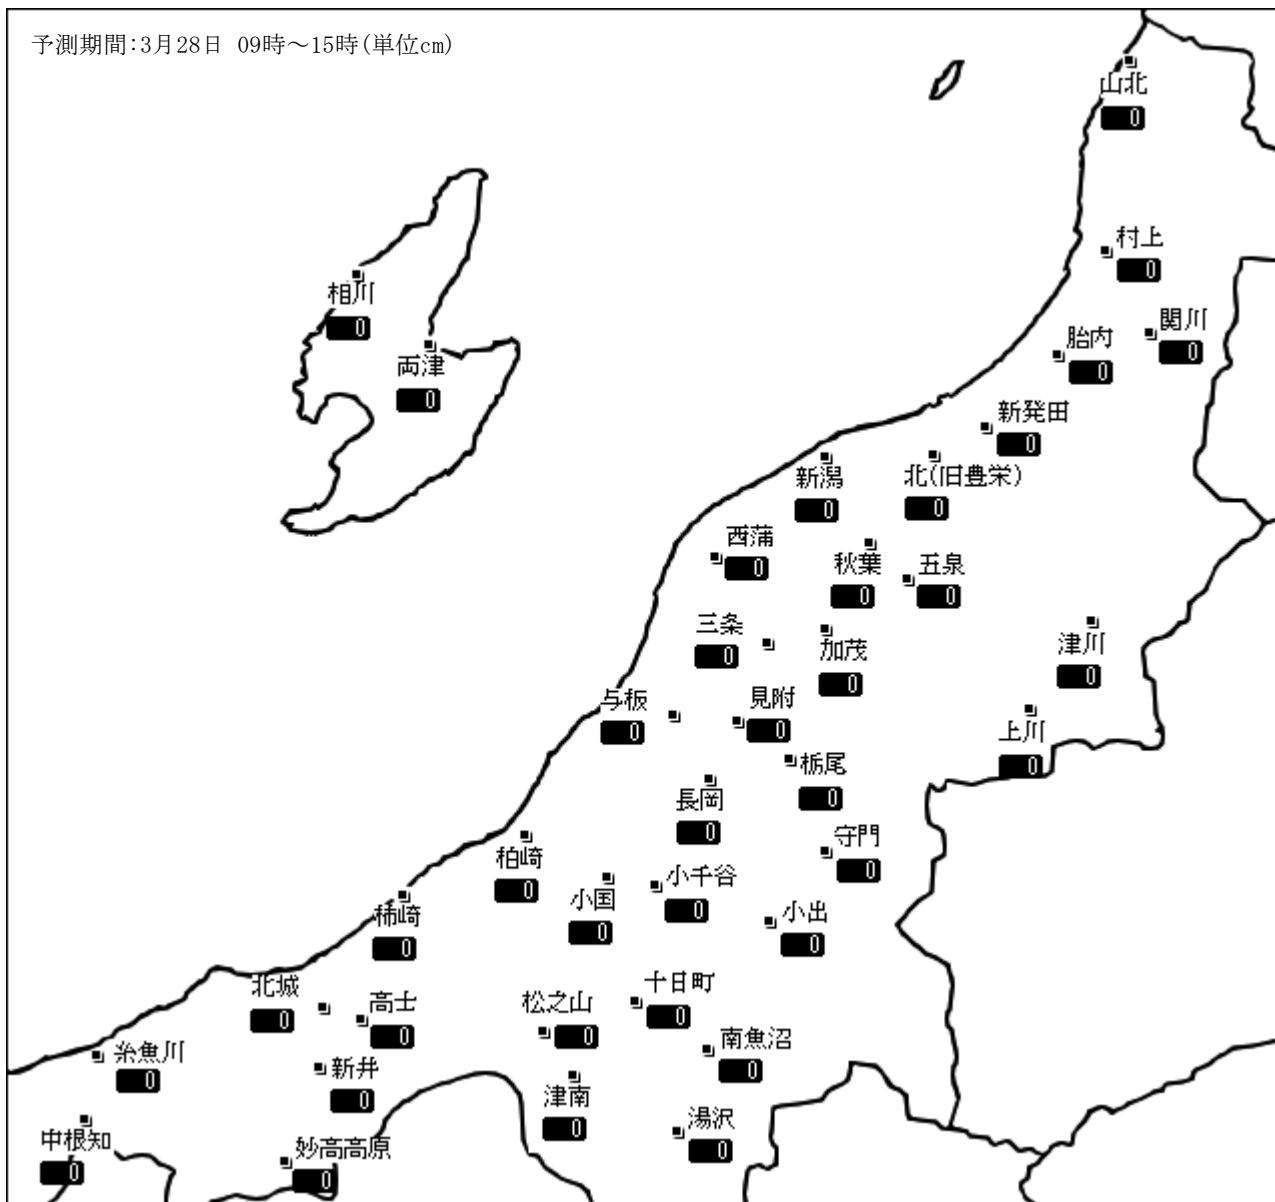 予測期間:3月28日 09時～15時(単位cm)
山北
0
村上
0
相川
0
関川
0
胎内
0
両津
0
新発田
0
新潟
0
北(旧豊栄)
0
西蒲
0
秋葉
0
五泉
0
三条
0
加茂
0
津川
0
与板
0
見附
0
上川
0
栃尾
0
長岡
0
守門
0
柏崎
0
小国
0
小千谷
0
小出
0
柿崎
0
北城
0
高士
0
松之山
0
十日町
0
南魚沼
0
糸魚川
0
新井
0
津南
0
湯沢
0
中根知
0
妙高高原
0